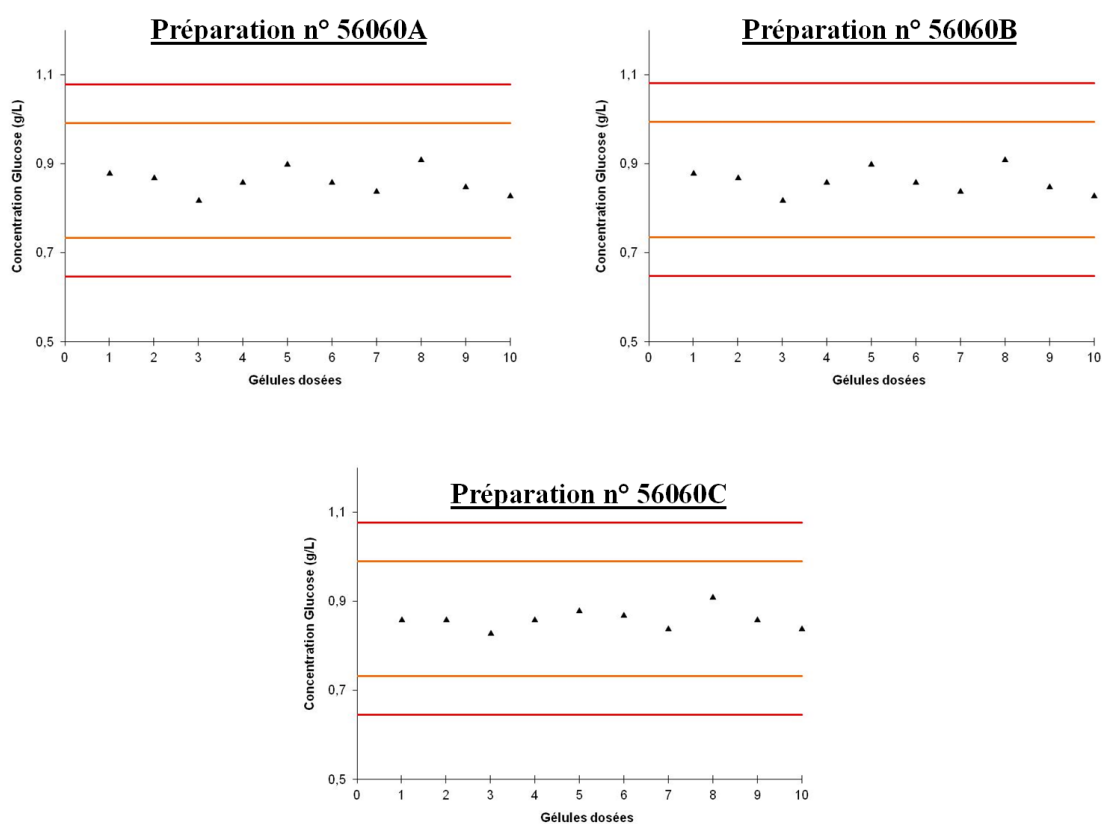 Préparation n° 56060A
1,1
0,9
0,7
0,5
Concentration Glucose (g/L)
0 1 2 3 4 5 6 7 8 9 10
Gélules dosées
Préparation n° 56060B
1,1
0,9
0,7
0,5
Concentration Glucose (g/L)
0 1 2 3 4 5 6 7 8 9 10
Gélules dosées
Préparation n° 56060C
1,1
0,9
0,7
0,5
Concentration Glucose (g/L)
0 1 2 3 4 5 6 7 8 9 10
Gélules dosées